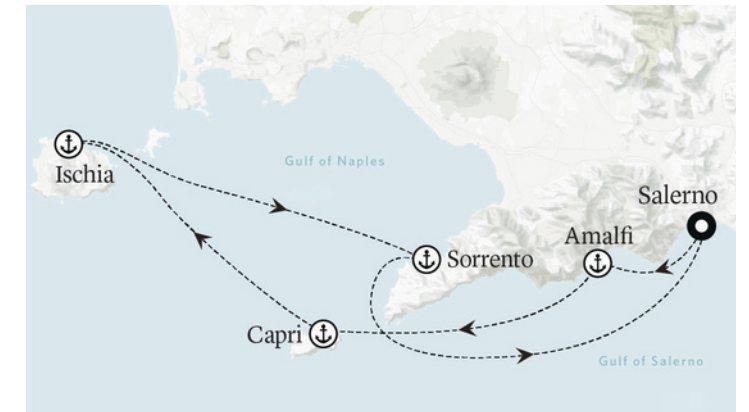 Gulf of Naples
Ischia
Salerno
Amalfi
Sorrento
Capri
Gulf of Salerno